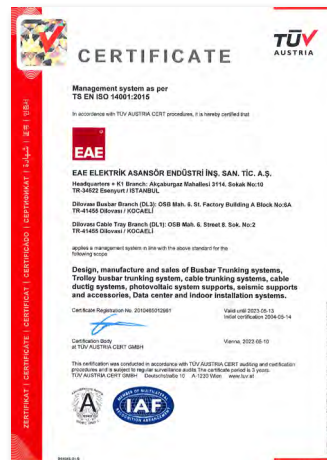 CERTIFICATE
TÜV
AUSTRIA
Management system as per
TS EN ISO 14001:2015
In accordance with TÜV AUSTRIA CERT procedures, it is hereby certified that
EAE
EAE ELEKTRİK ASANSÖR ENDÜSTRİ İNŞ. SAN. TİC. A.Ş.
Headquarters + K1 Branch: Akçaburgaz Mahallesi 3114. Sokak No:10
TR-34522 Esenyurt / ISTANBUL
Dilovası Busbar Branch (DL3): OSB Mah. 6. St. Factory Building A Block No:6A
TR-41455 Dilovası / KOCAELİ
Dilovası Cable Tray Branch (DL1): OSB Mah. 6. Street 8. Sok. No:2
TR-41455 Dilovası / KOCAELİ
applies a management system in line with the above standard for the
following scope
Design, manufacture and sales of Busbar Trunking systems,
Trolley busbar trunking system, cable trunking systems, cable
ductig systems, photovoltaic system supports, seismic supports
and accessories, Data center and indoor installation systems.
Certificate Registration No.
Valid until 2023-05-13
Initial certification 2004-05-14
Certification Body
at TÜV AUSTRIA CERT GMBH
Vienna, 2022-05-10
This certification was conducted in accordance with TÜV AUSTRIA CERT auditing and certification
procedures and is subject to regular surveillance audits. The certificate period is 3 years.
TÜV AUSTRIA CERT GMBH Deutschstraße 10 A-1230 Wien www.tuv.at
IAF
ZERTIFIKAT | CERTIFICAT | CERTIFICADO | СЕРТИФИКАТ